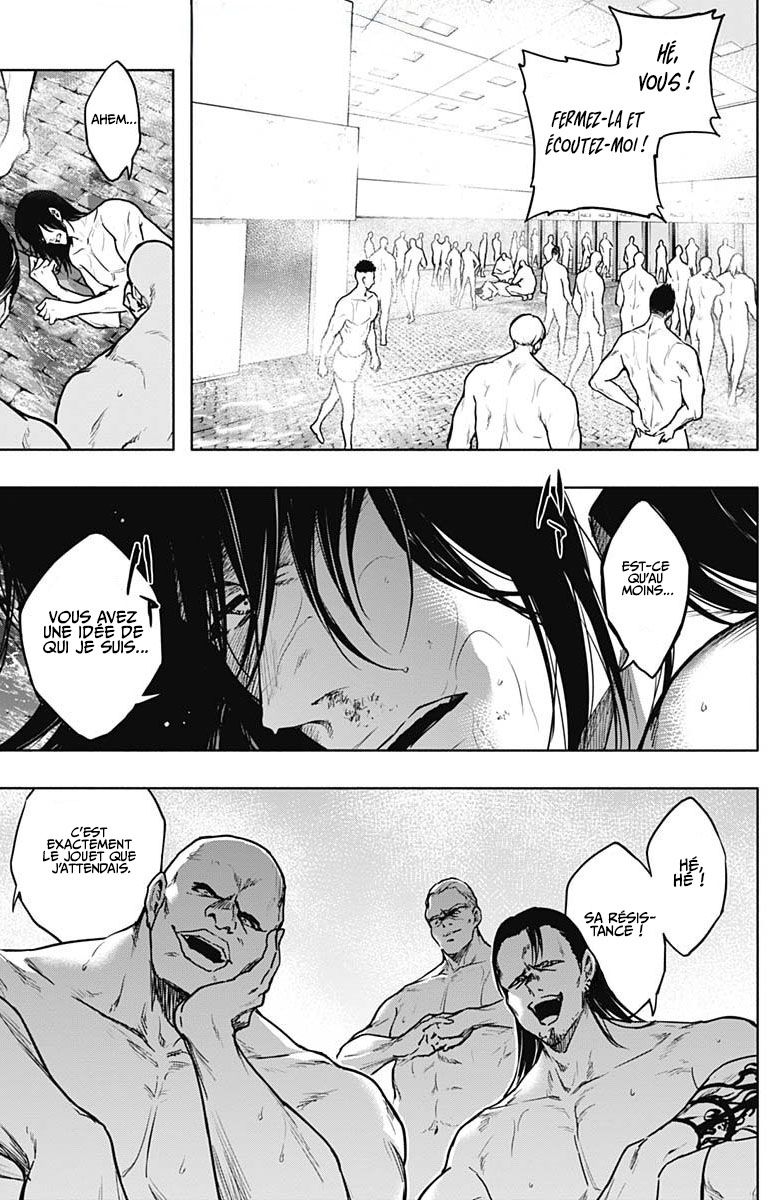 HÉ,
VOUS !
FERMEZ-LA ET
ÉCOUTEZ-MOI !
AHEM...
EST-CE
QU'AU
MOINS...
VOUS AVEZ
UNE IDÉE DE
QUI JE SUIS...
HÉ,
HÉ !
SA RÉSIS-
TANCE !
C'EST
EXACTEMENT
LE JOUET QUE
J'ATTENDAIS.